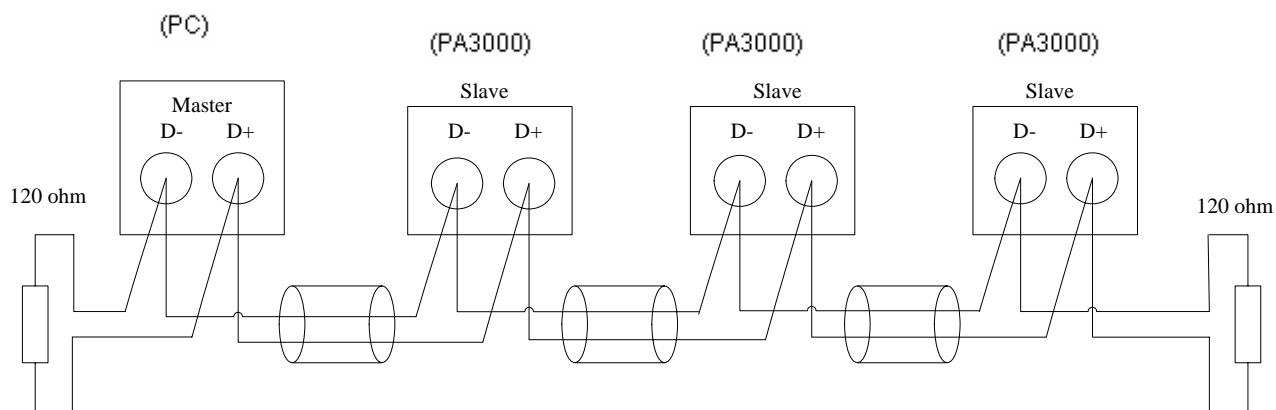 (PC)
(PA3000)
(PA3000)
(PA3000)
Master
Slave
Slave
Slave
D- D+
D- D+
D- D+
D- D+
120 ohm
120 ohm